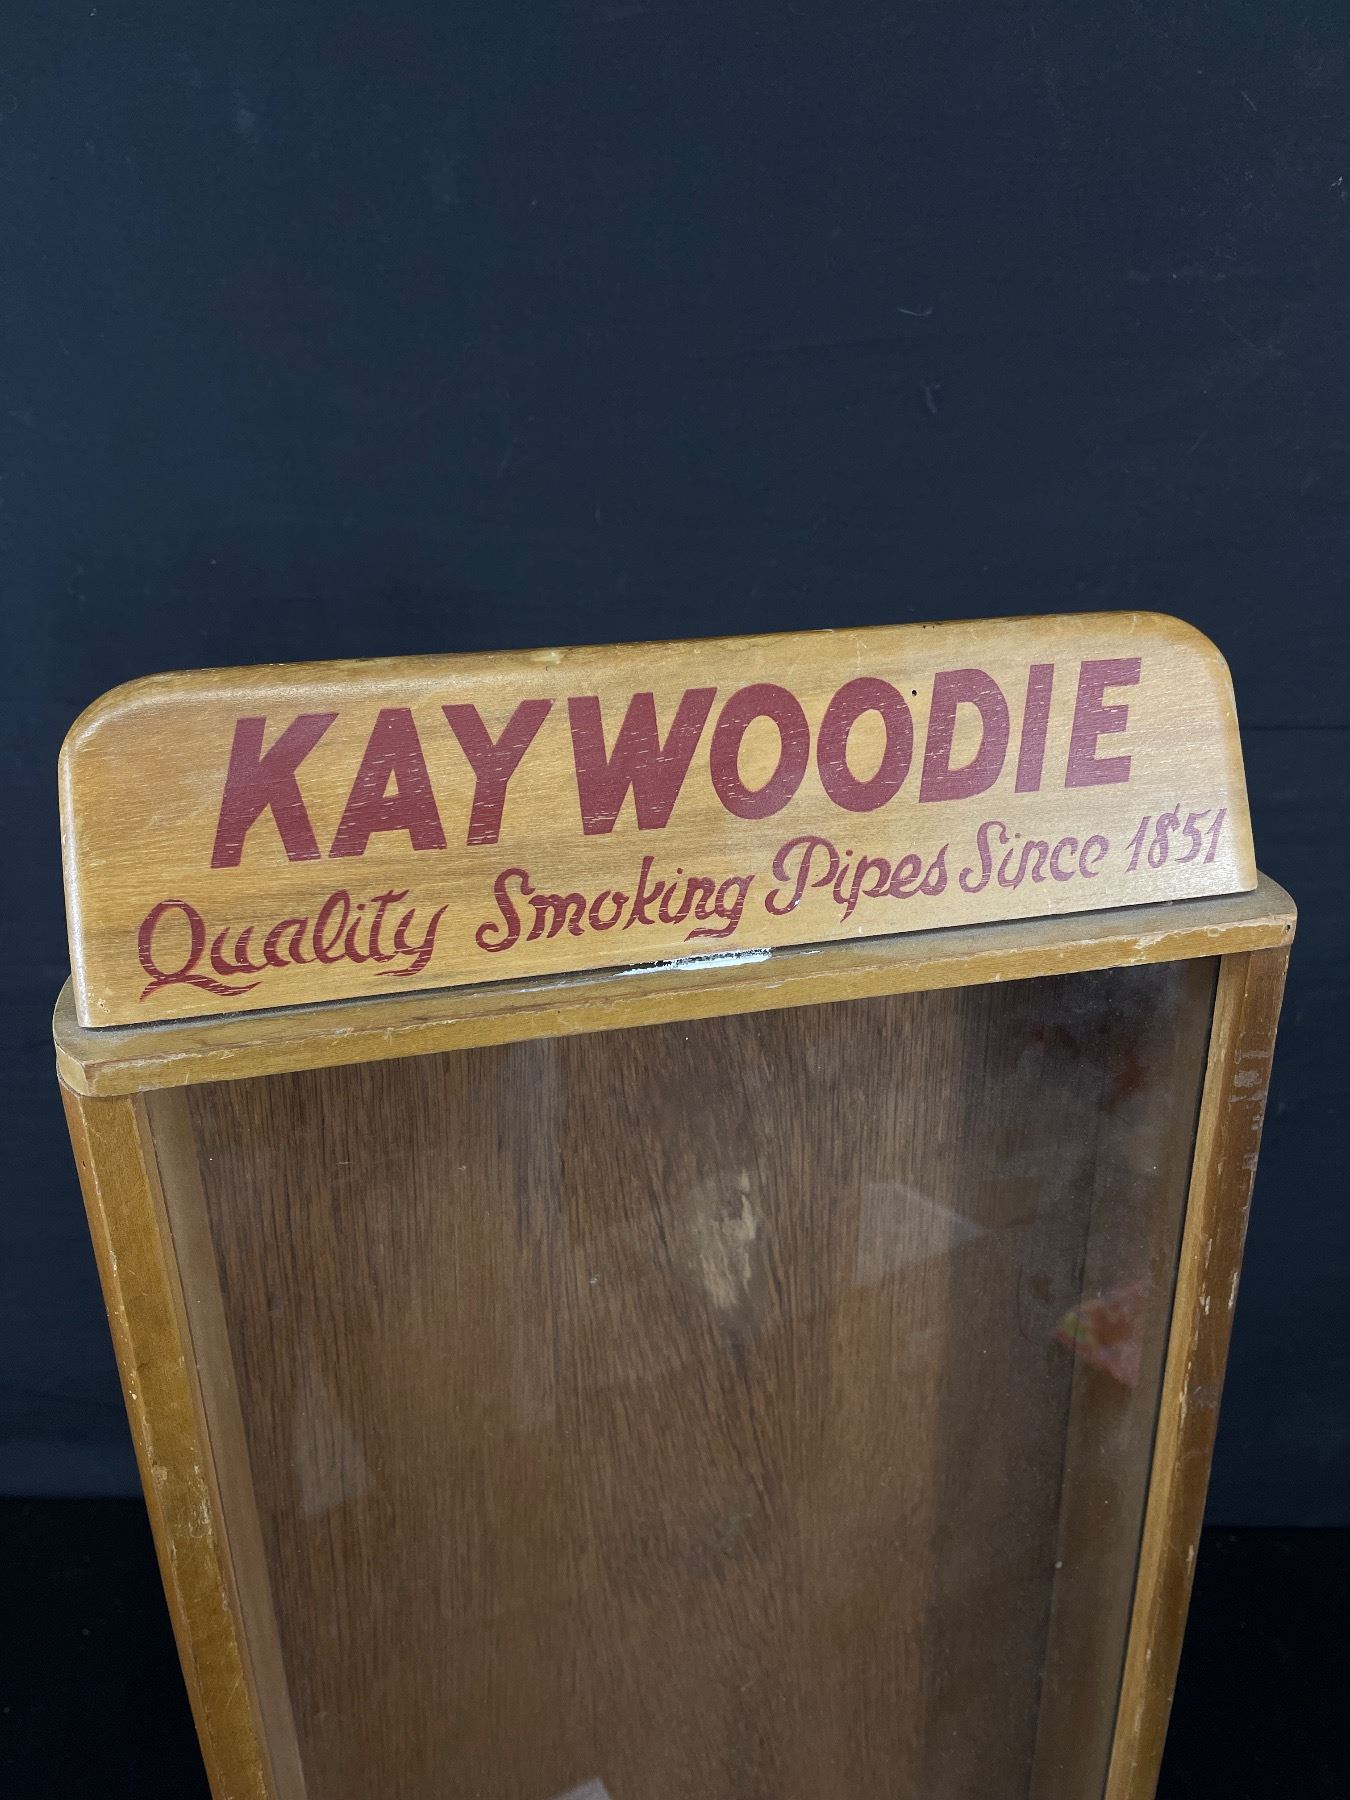 KAYWOODIE
Quality Smoking Pipes Since 1851